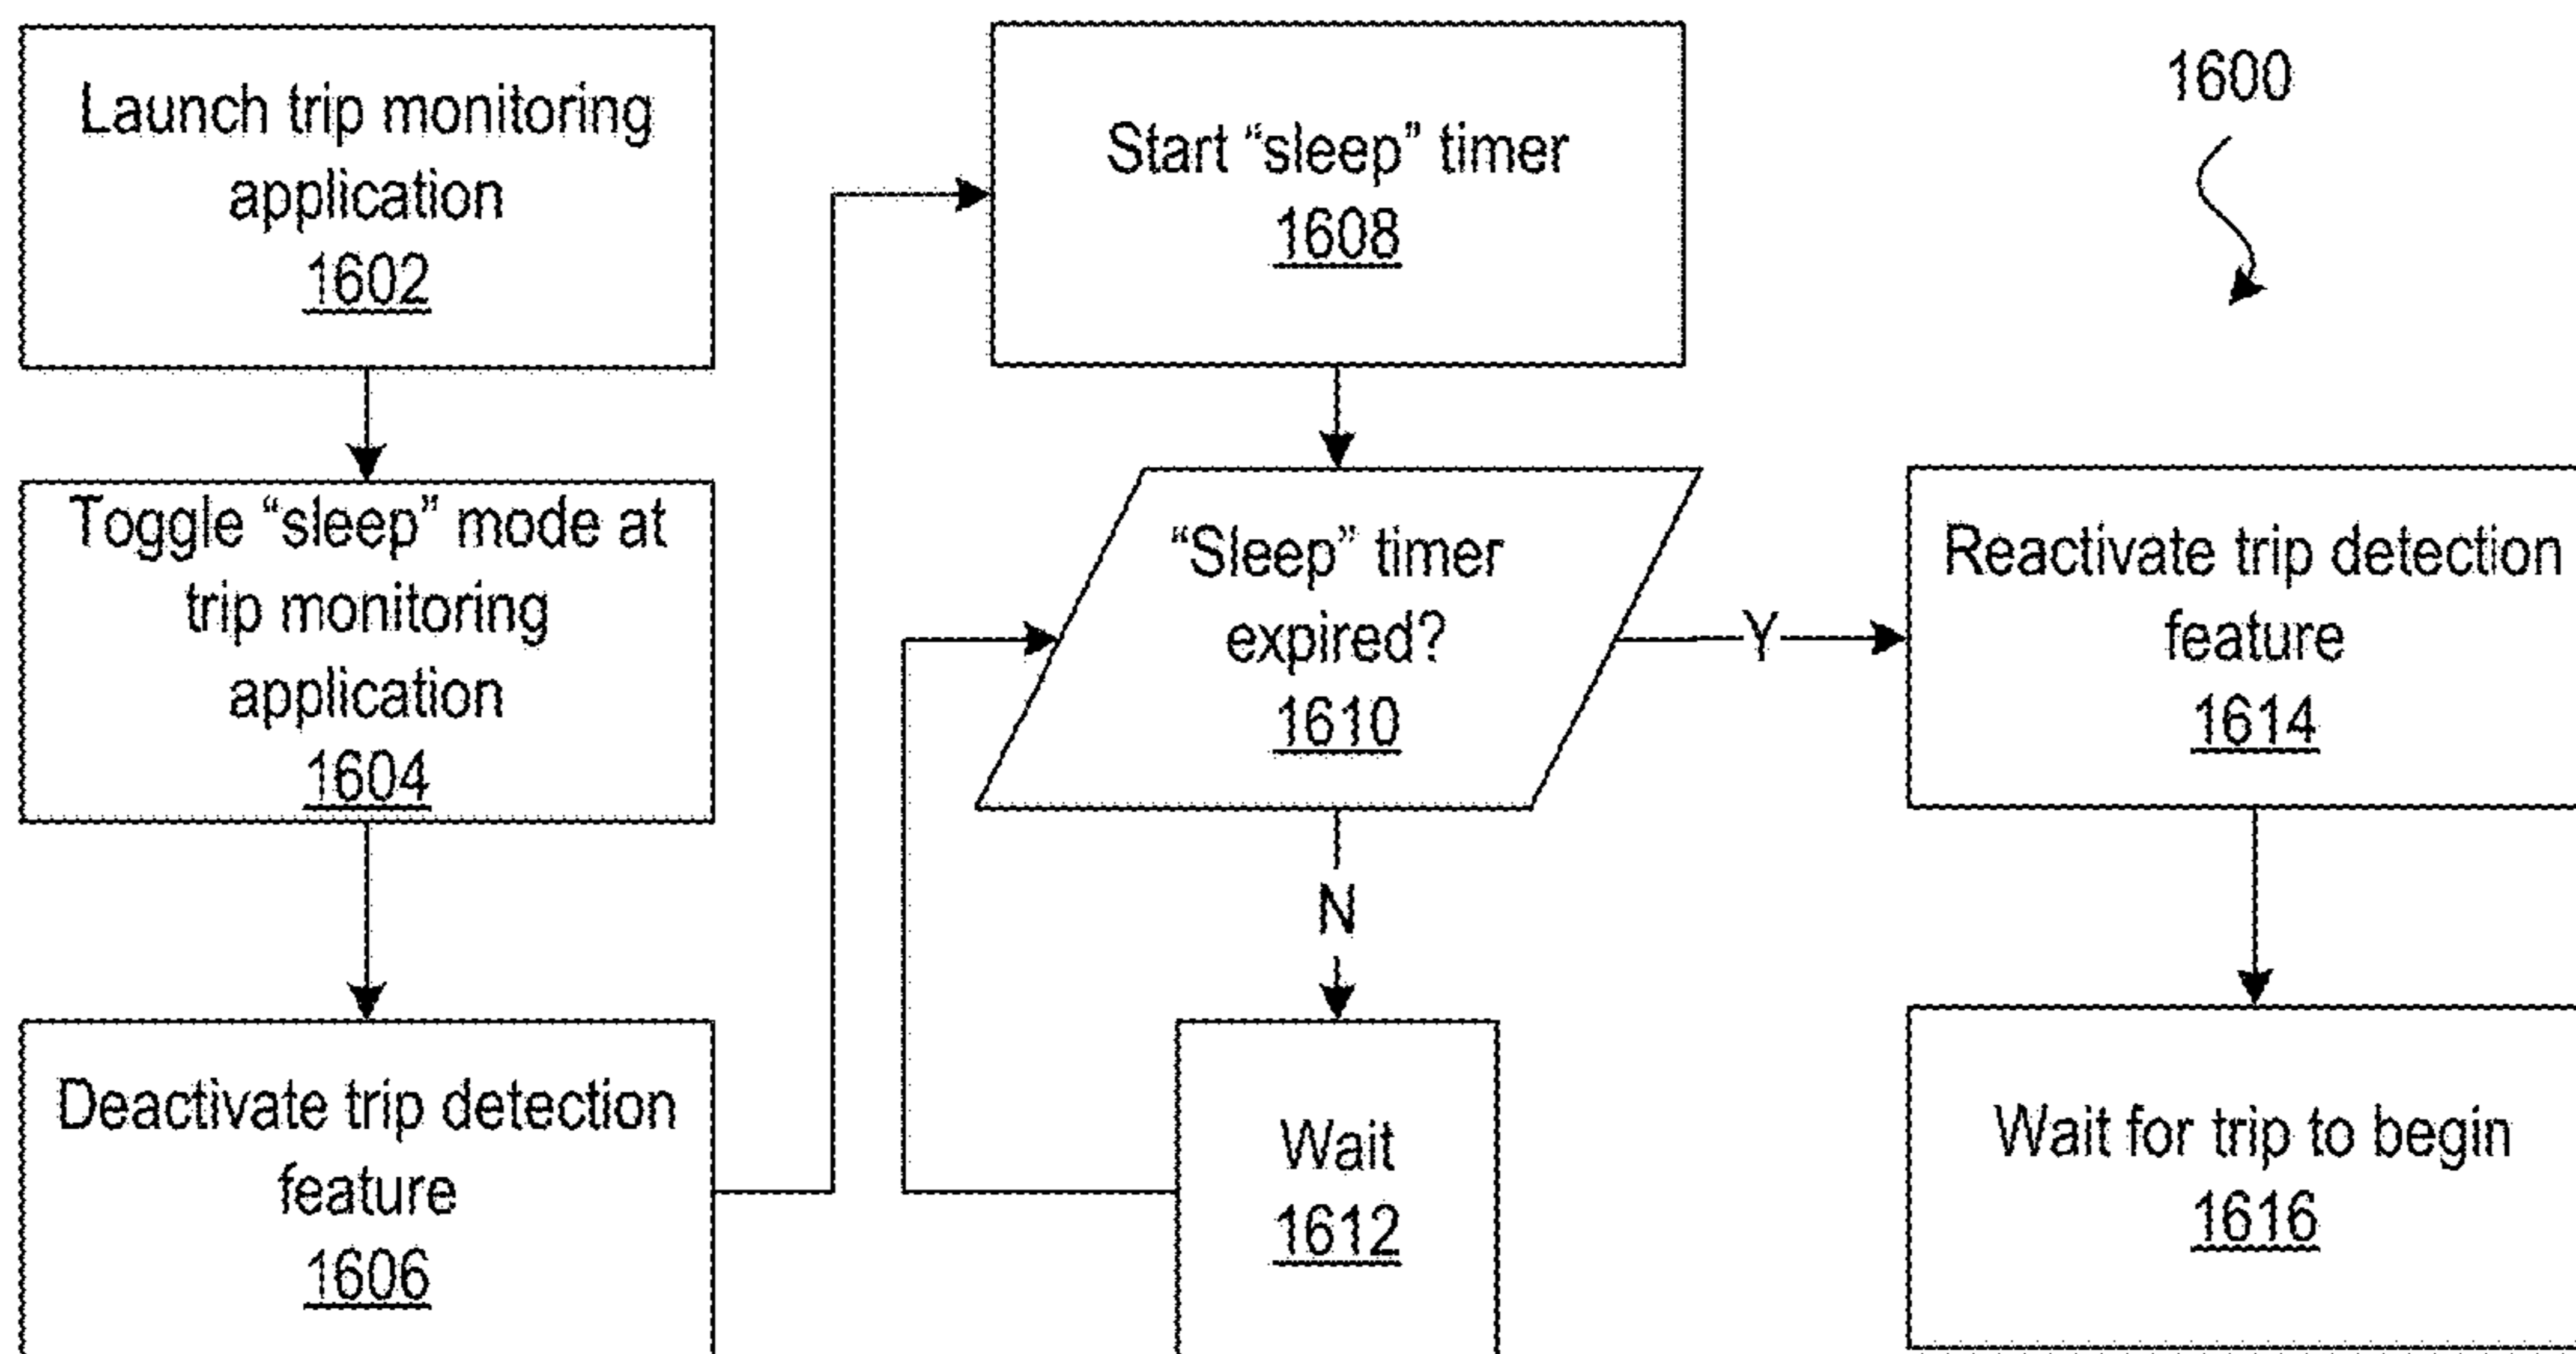 Launch trip monitoring
application
1602
Toggle “sleep” mode at
trip monitoring
application
1604
Deactivate trip detection
feature
1606
Start “sleep” timer
1608
“Sleep” timer
expired?
1610
Y
N
Wait
1612
1600
Reactivate trip detection
feature
1614
Wait for trip to begin
1616